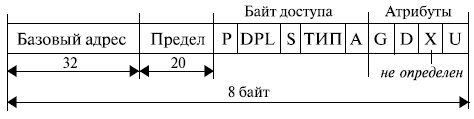 Байт доступа Атрибуты
Базовый адрес Предел P DPL S ТИП A G D X U
32 20 не определен
8 байт